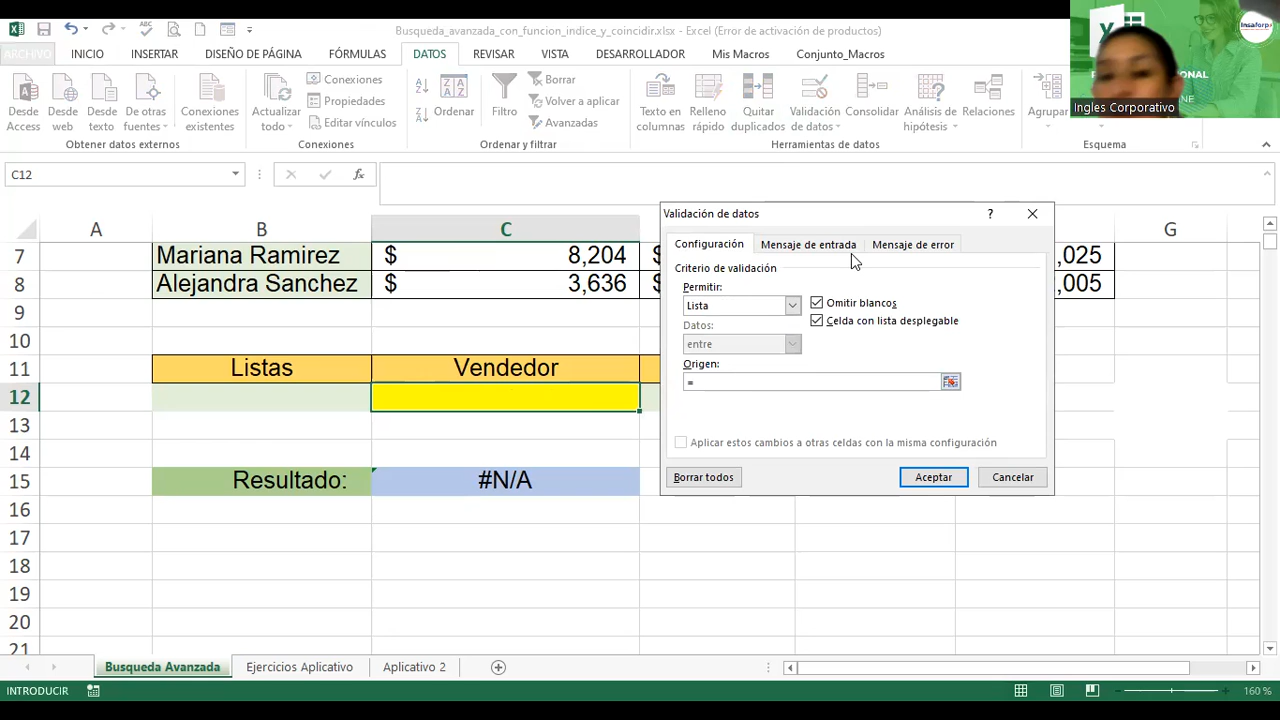 Busqueda_avanzada_con_función_indice_y_coincidir.xlsx - Excel (Error de activación de productos)
ARCHIVO INICIO INSERTAR DISEÑO DE PÁGINA FÓRMULAS DATOS REVISAR VISTA DESARROLLADOR Mis Macros Conjunto_Macros
Desde Access
Desde web
Desde texto
De otras fuentes
Conexiones existentes
Obtener datos externos
Actualizar todo
Conexiones
Propiedades
Editar vínculos
Conexiones
Ordenar
Filtro
Borrar
Volver a aplicar
Avanzadas
Ordenar y filtrar
Texto en columnas
Relleno rápido
Quitar duplicados
Validación de datos
Consolidar
Análisis de hipótesis
Relaciones
Herramientas de datos
Agrupar
Esquema
Insaforp
ONAL
NE
Ingles Corporativo
C12
fx
A B C G
7 Mariana Ramirez $ 8,204 $ ,025
8 Alejandra Sanchez $ 3,636 $ ,005
9
10
11 Listas Vendedor
12
13
14
15 Resultado: #N/A
16
17
18
19
20
21
Validación de datos ?
Configuración Mensaje de entrada Mensaje de error
Criterio de validación
Permitir:
Lista
Omitir blancos
Celda con lista desplegable
Datos:
entre
Origen:
=
Aplicar estos cambios a otras celdas con la misma configuración
Borrar todos Aceptar Cancelar
Busqueda Avanzada Ejercicios Aplicativo Aplicativo 2
INTRODUCIR 160 %